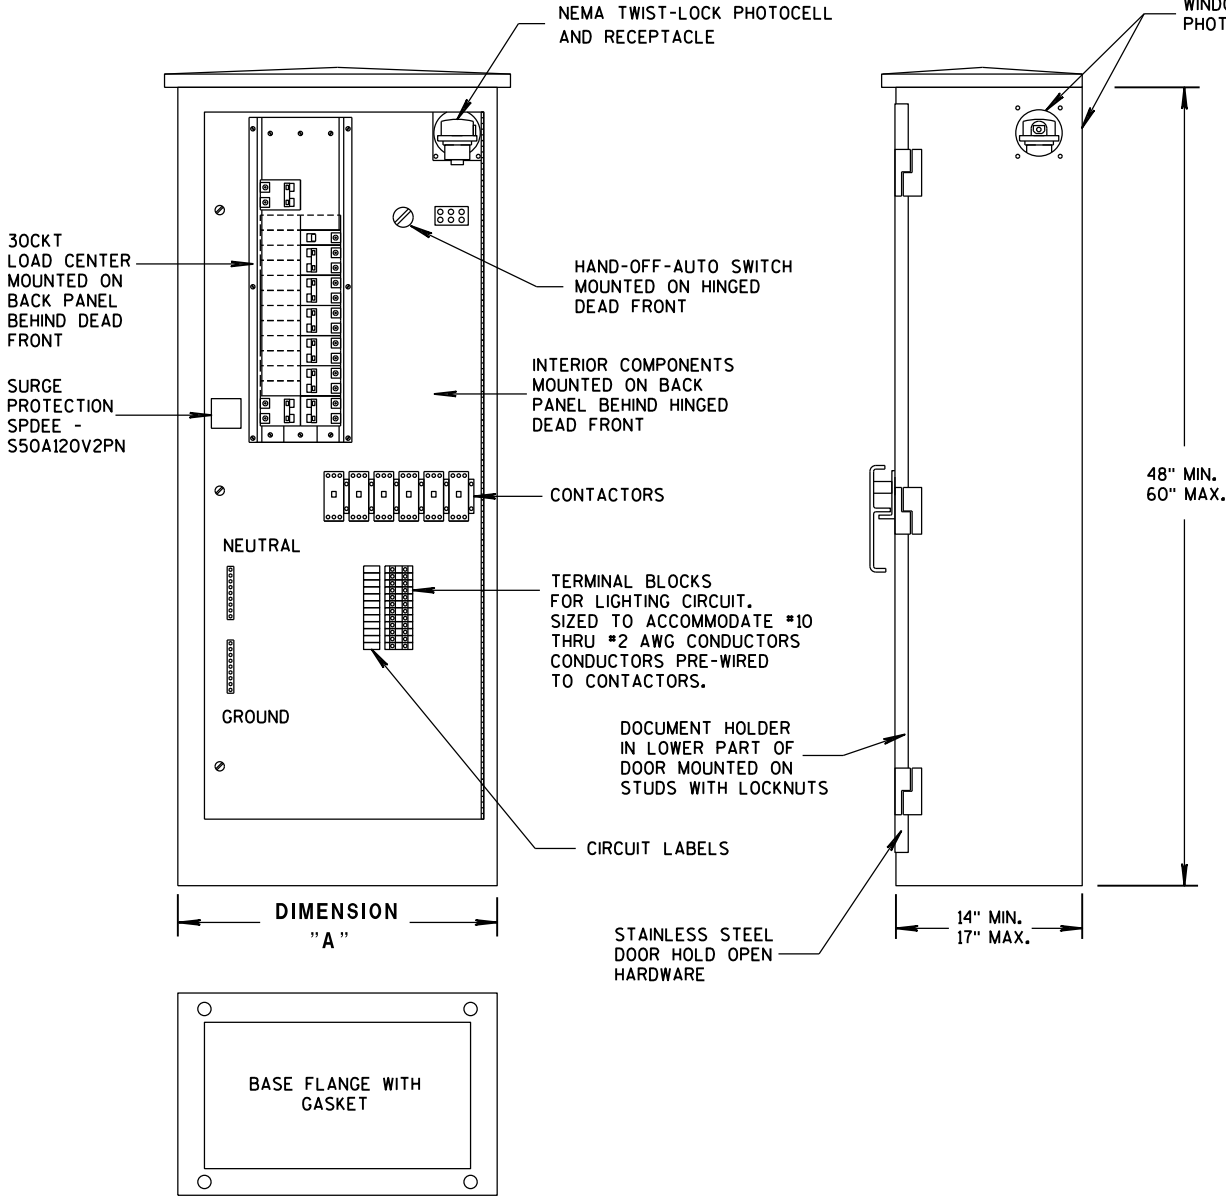 NEMA TWIST-LOCK PHOTOCELL
AND RECEPTACLE
PHOT
30CKT
LOAD CENTER
MOUNTED ON
BACK PANEL
BEHIND DEAD
FRONT
HAND-OFF-AUTO SWITCH
MOUNTED ON HINGED
DEAD FRONT
SURGE
PROTECTION
SPDEE -
S50A120V2PN
INTERIOR COMPONENTS
MOUNTED ON BACK
PANEL BEHIND HINGED
DEAD FRONT
48" MIN.
60" MAX.
CONTACTORS
NEUTRAL
TERMINAL BLOCKS
FOR LIGHTING CIRCUIT.
SIZED TO ACCOMMODATE #10
THRU #2 AWG CONDUCTORS
CONDUCTORS PRE-WIRED
TO CONTACTORS.
GROUND
DOCUMENT HOLDER
IN LOWER PART OF
DOOR MOUNTED ON
STUDS WITH LOCKNUTS
CIRCUIT LABELS
DIMENSION
"A"
14" MIN.
17" MAX.
STAINLESS STEEL
DOOR HOLD OPEN
HARDWARE
BASE FLANGE WITH
GASKET